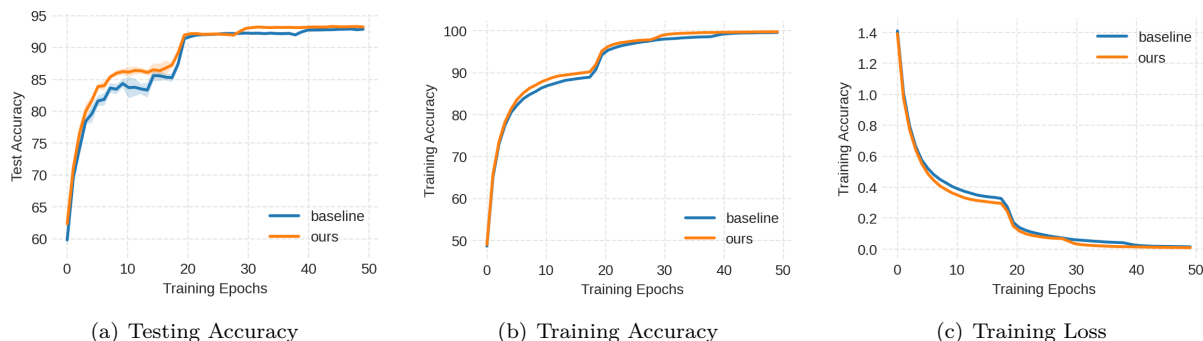 95
90
85
80
75
70
65
60
Test Accuracy
baseline
ours
0 10 20 30 40 50
Training Epochs
(a) Testing Accuracy
100
90
80
70
60
50
Training Accuracy
baseline
ours
0 10 20 30 40 50
Training Epochs
(b) Training Accuracy
1.4
1.2
1.0
0.8
0.6
0.4
0.2
0.0
Training Accuracy
baseline
ours
0 10 20 30 40 50
Training Epochs
(c) Training Loss